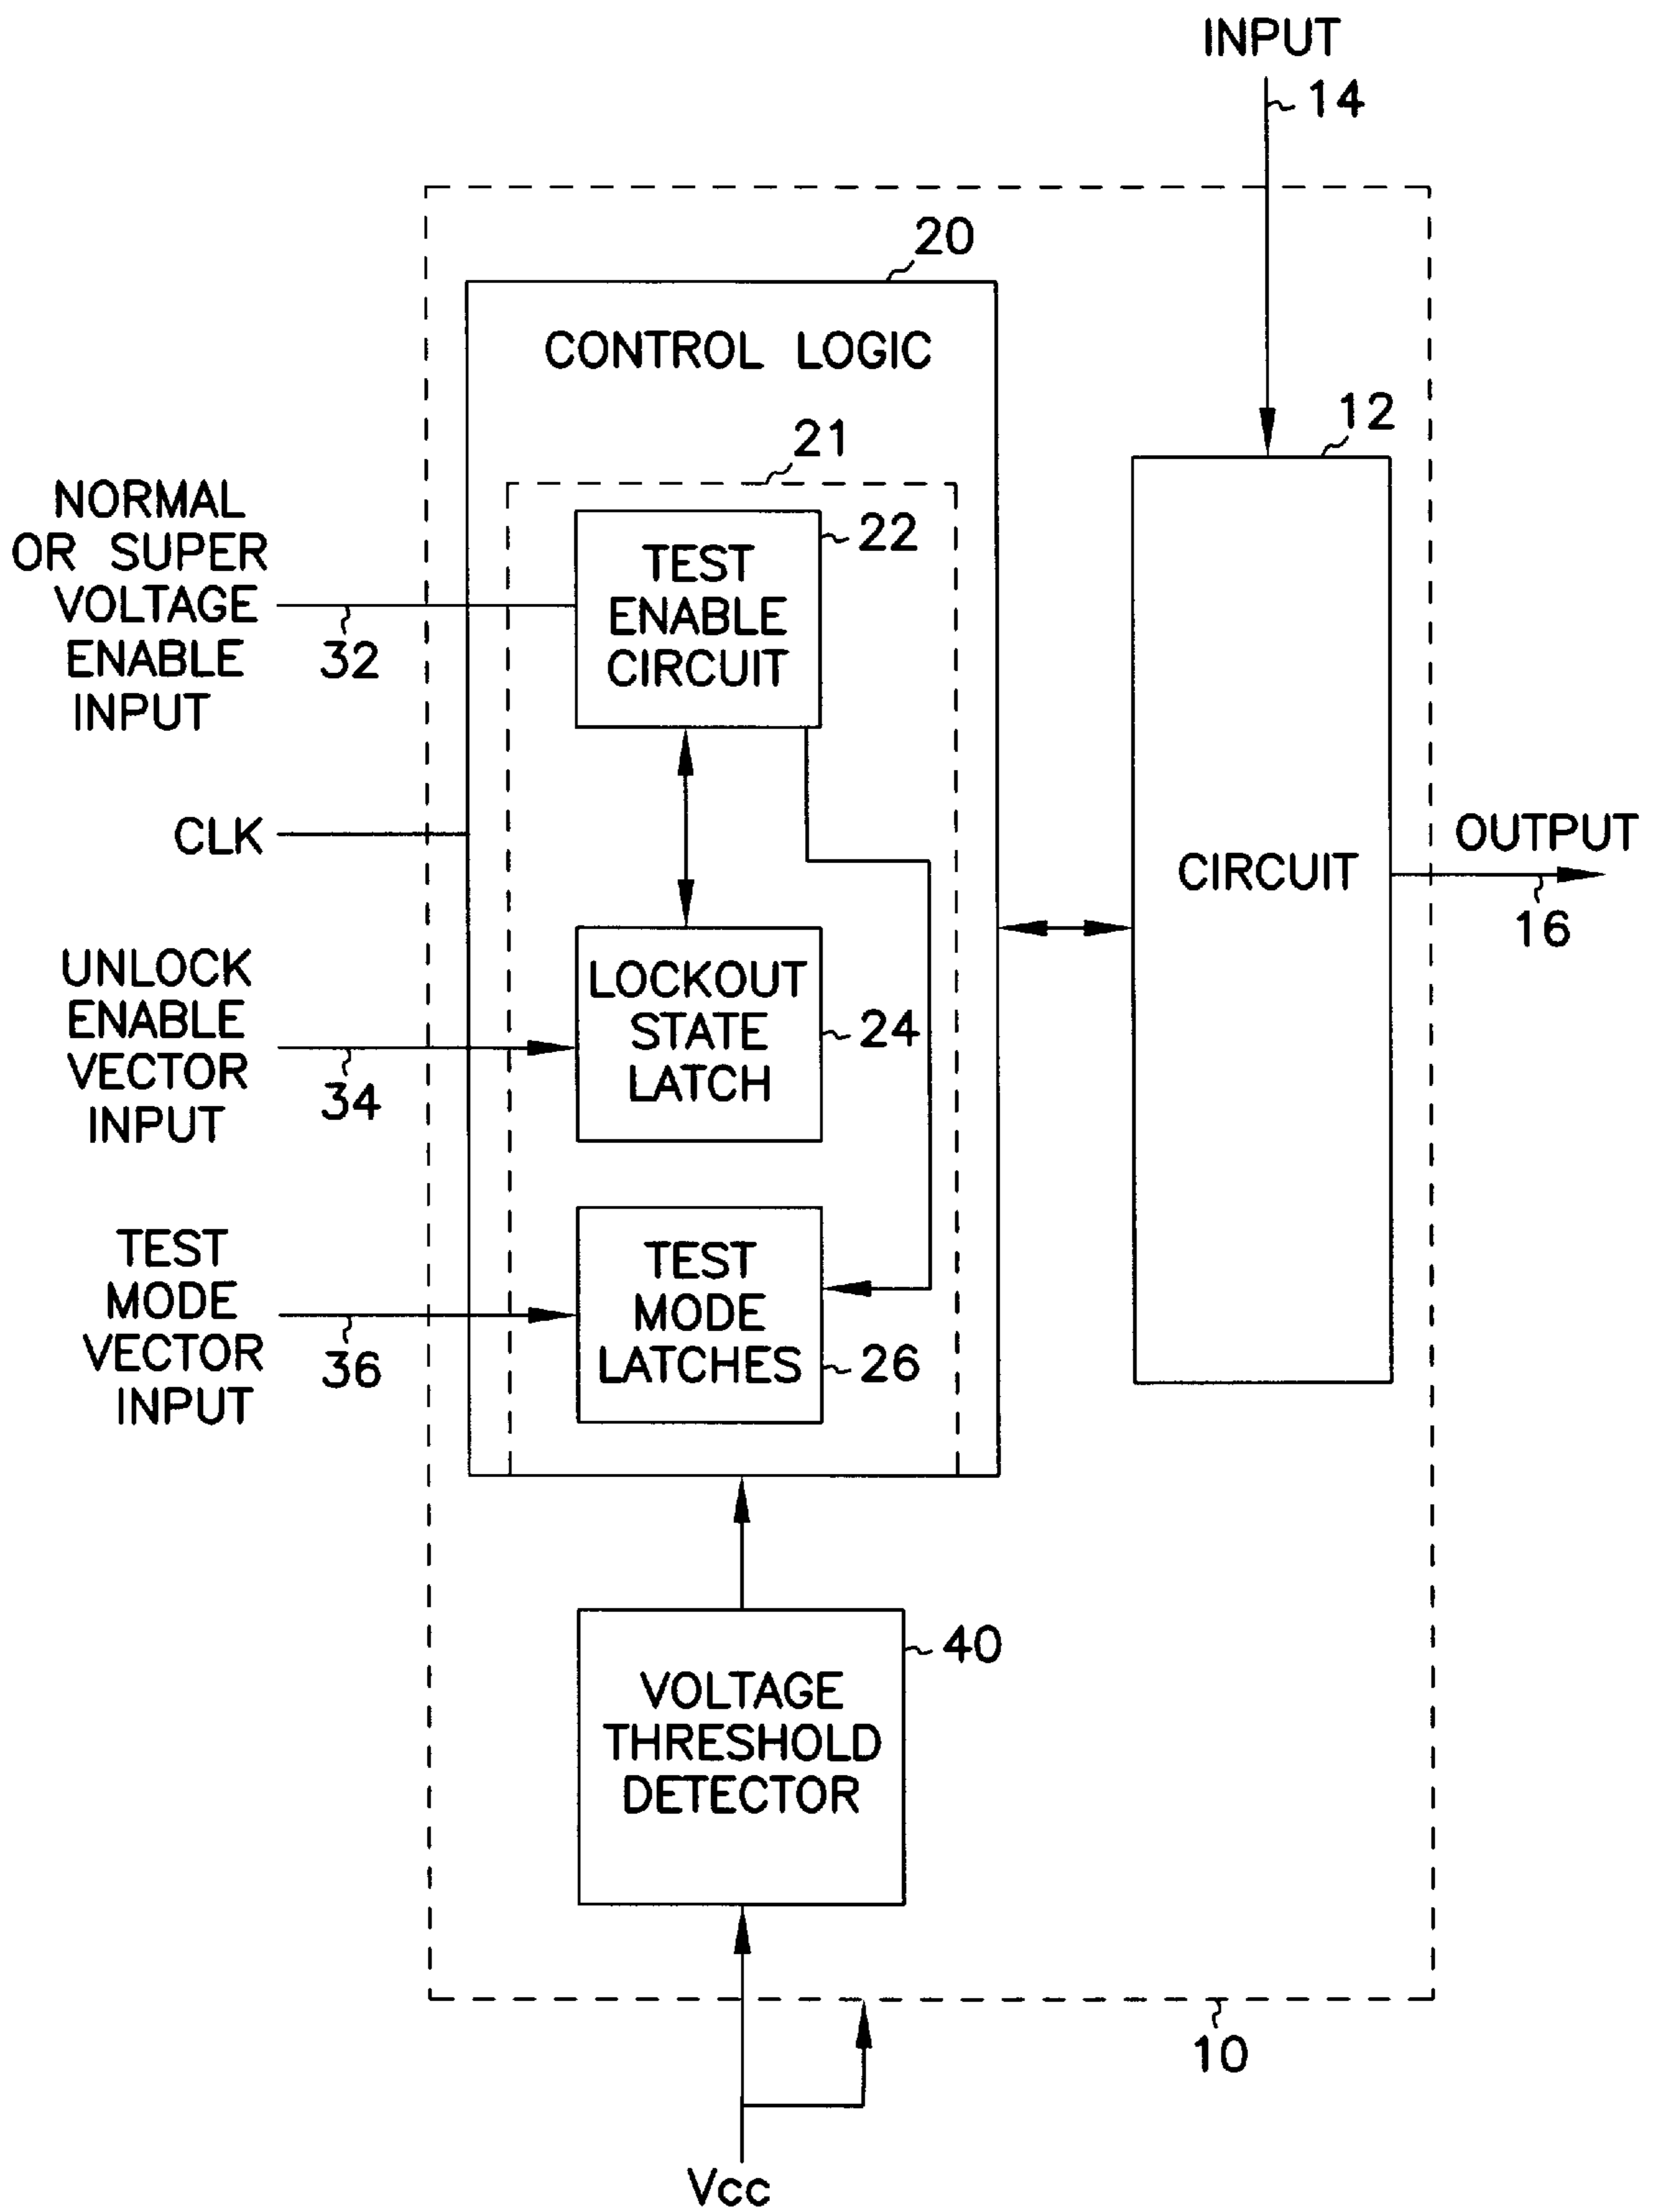 INPUT
14
20
CONTROL LOGIC
12
21
NORMAL
OR SUPER
VOLTAGE
ENABLE
INPUT
32
TEST
ENABLE
CIRCUIT
22
CLK
CIRCUIT
OUTPUT
16
UNLOCK
ENABLE
VECTOR
INPUT
34
LOCKOUT
STATE
LATCH
24
TEST
MODE
VECTOR
INPUT
36
TEST
MODE
LATCHES
26
VOLTAGE
THRESHOLD
DETECTOR
40
10
Vcc